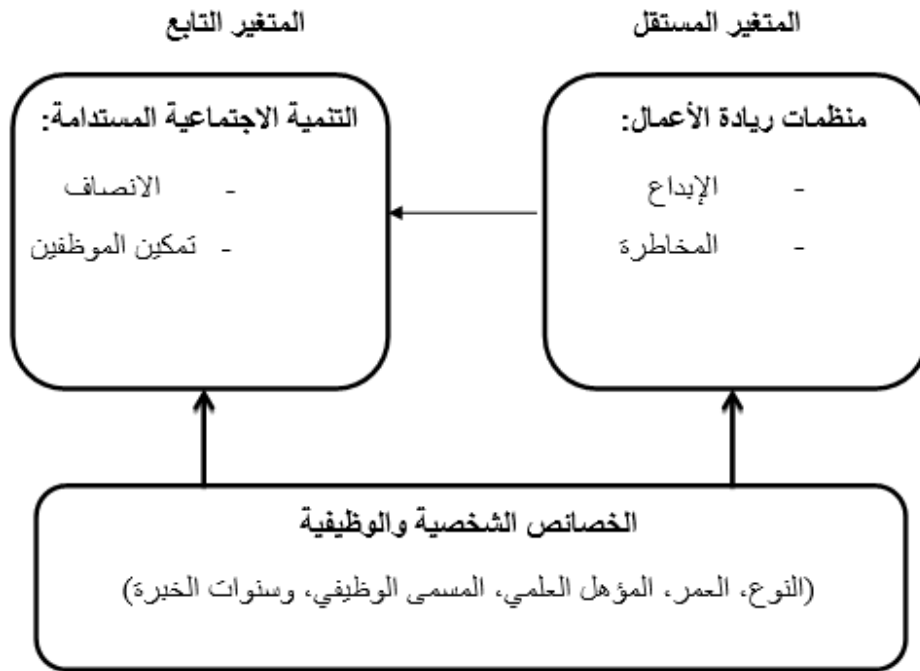 المتغير المستقل
المتغير التابع
منظمات ريادة الأعمال:
- الإبداع
- المخاطرة
التنمية الاجتماعية المستدامة:
- الانصاف
- تمكين الموظفين
الخصائص الشخصية والوظيفية
(النوع، العمر، المؤهل العلمي، المسمى الوظيفي، وسنوات الخبرة)